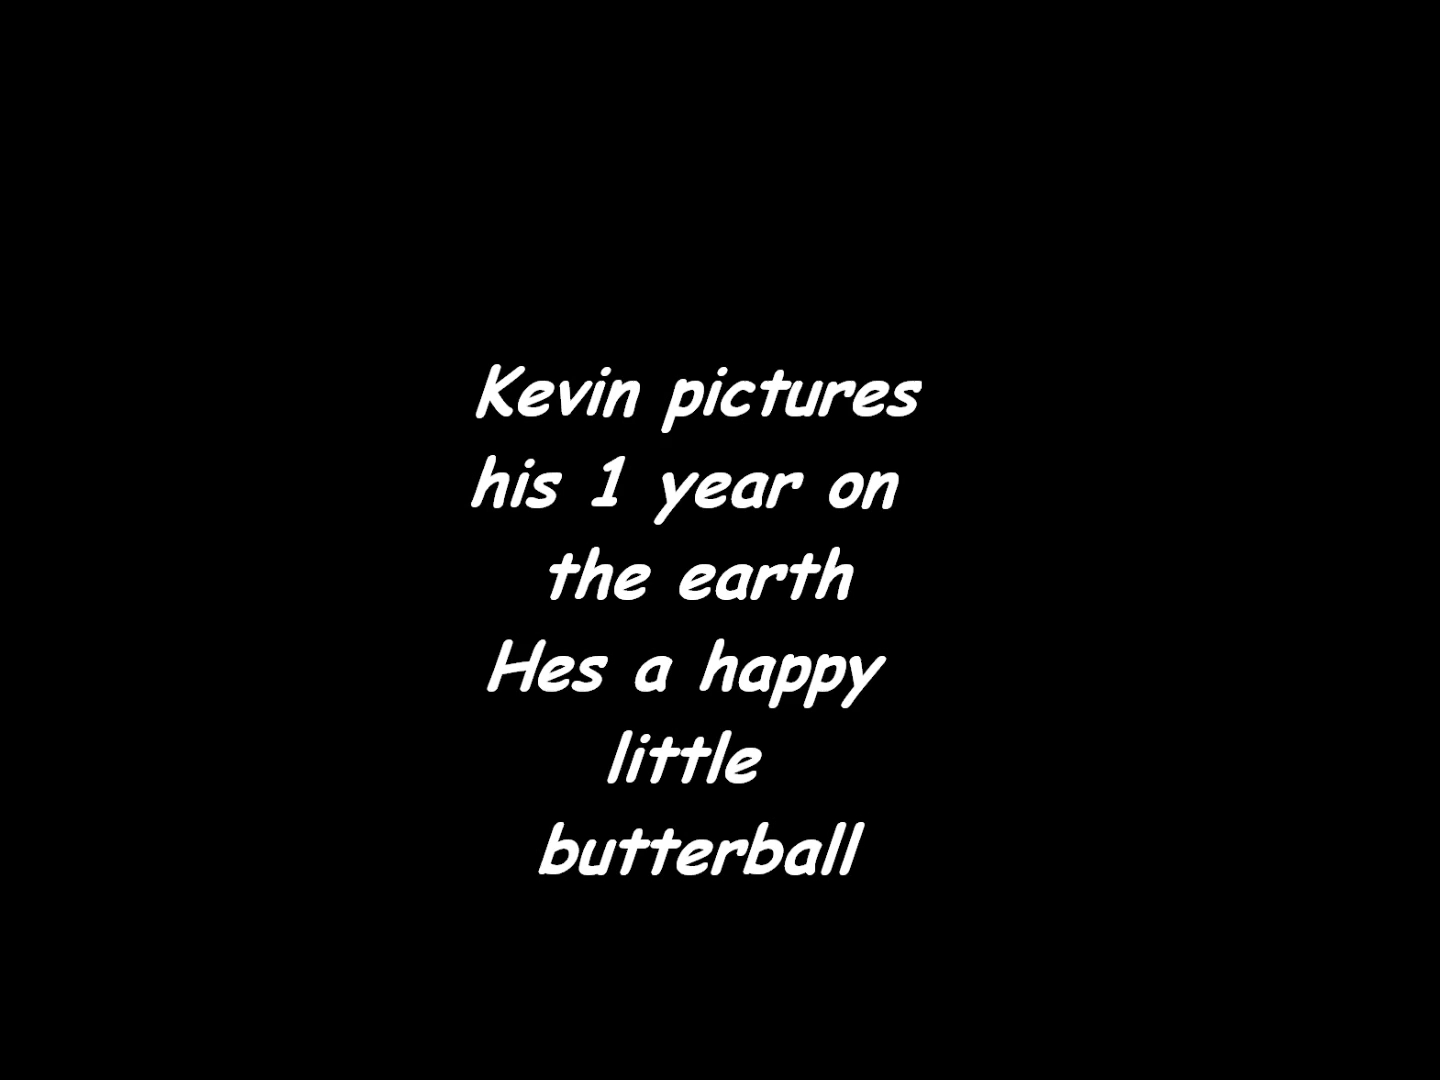 Kevin pictures
his 1 year on
the earth
Hes a happy
little
butterball